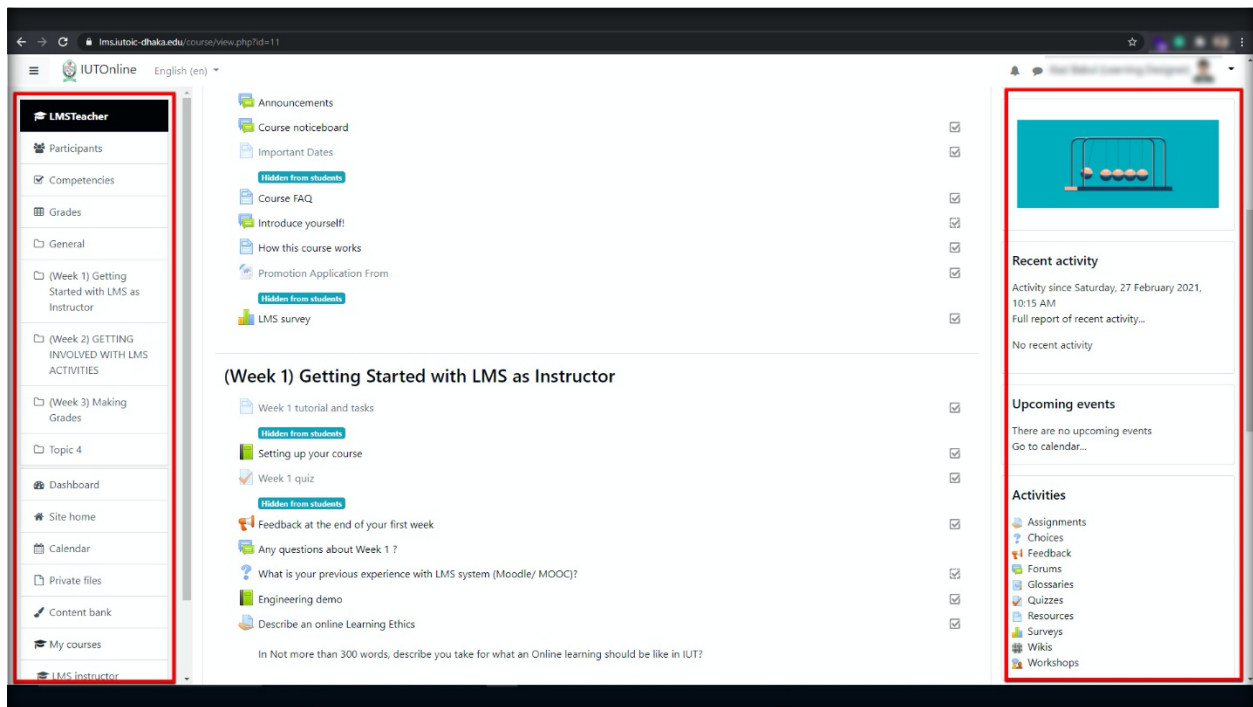 lms.iutoic-dhaka.edu/course/view.php?id=11
IUTOnline English (en)
LMSTeacher
Participants
Competencies
Grades
General
(Week 1) Getting
Started with LMS as
Instructor
(Week 2) GETTING
INVOLVED WITH LMS
ACTIVITIES
(Week 3) Making
Grades
Topic 4
Dashboard
Site home
Calendar
Private files
Content bank
My courses
LMS instructor
Announcements
Course noticeboard
Important Dates
Hidden from students
Course FAQ
Introduce yourself!
How this course works
Promotion Application From
Hidden from students
LMS survey
(Week 1) Getting Started with LMS as Instructor
Week 1 tutorial and tasks
Hidden from students
Setting up your course
Week 1 quiz
Hidden from students
Feedback at the end of your first week
Any questions about Week 1 ?
What is your previous experience with LMS system (Moodle/ MOOC)?
Engineering demo
Describe an online Learning Ethics
In Not more than 300 words, describe you take for what an Online learning should be like in IUT?
Recent activity
Activity since Saturday, 27 February 2021,
10:15 AM
Full report of recent activity...
No recent activity
Upcoming events
There are no upcoming events
Go to calendar...
Activities
Assignments
Choices
Feedback
Forums
Glossaries
Quizzes
Resources
Surveys
Wikis
Workshops